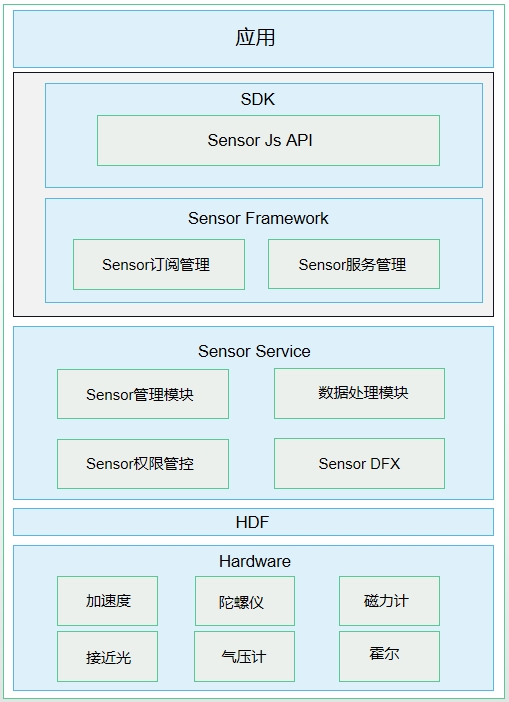 应用
SDK
Sensor Js API
Sensor Framework
Sensor订阅管理
Sensor服务管理
Sensor Service
Sensor管理模块
数据处理模块
Sensor权限管控
Sensor DFX
HDF
Hardware
加速度
陀螺仪
磁力计
接近光
气压计
霍尔